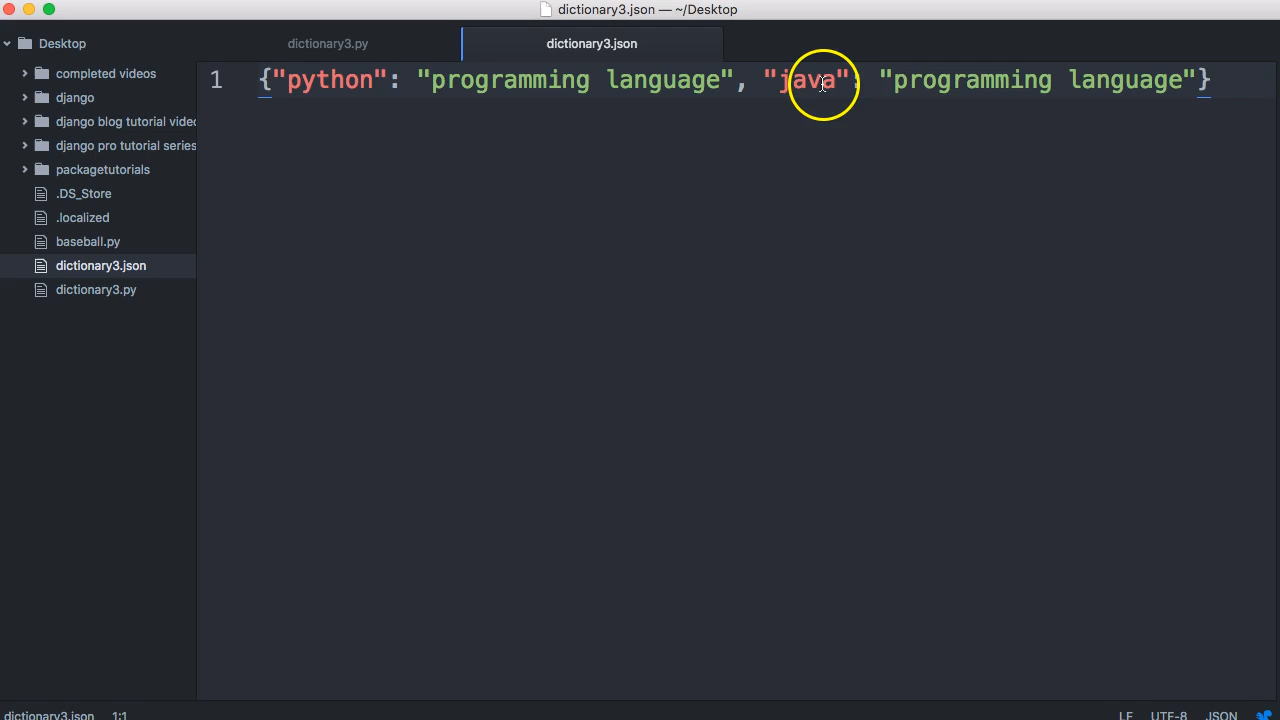 dictionary3.json — ~/Desktop
Desktop
dictionary3.py
dictionary3.json
completed videos
django
django blog tutorial vide
django pro tutorial series
packagetutorials
.DS_Store
.localized
baseball.py
dictionary3.json
dictionary3.py
1 {"python": "programming language", "java": "programming language"}
dictionary3.json 1:1
LF UTF-8 JSON